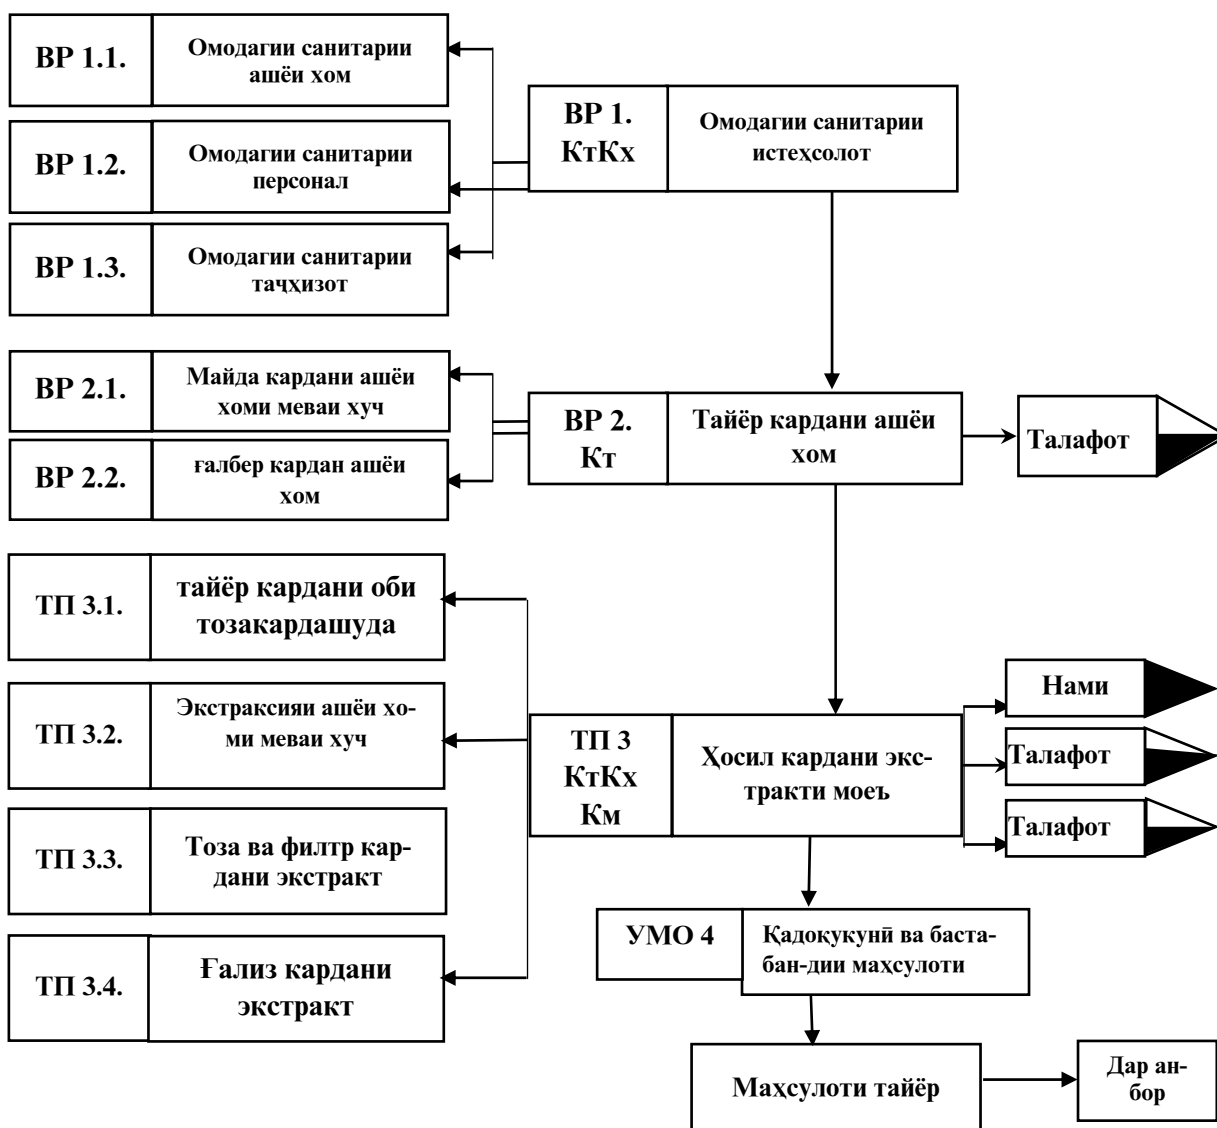 ВР 1.1.
Омодагии санитарии
ашёи хом
ВР 1.2.
Омодагии санитарии
персонал
ВР 1.3.
Омодагии санитарии
таҷҳизот
ВР 1.
КтКх
Омодагии санитарии
истеҳсолот
ВР 2.1.
Майда кардани ашёи
хоми меваи хуч
ВР 2.2.
ғалбер кардан ашёи
хом
ВР 2.
Кт
Тайёр кардани ашёи
хом
Талафот
ТП 3.1.
тайёр кардани оби
тозакардашуда
ТП 3.2.
Экстраксияи ашёи хо-
ми меваи хуч
ТП 3.3.
Тоза ва филтр кар-
дани экстракт
ТП 3.4.
Ғализ кардани
экстракт
ТП 3
КтКх
Км
Ҳосил кардани экс-
тракти моеъ
Нами
Талафот
Талафот
УМО 4
Қадоқукунӣ ва баста-
бан-дии маҳсулоти
Маҳсулоти тайёр
Дар ан-
бор